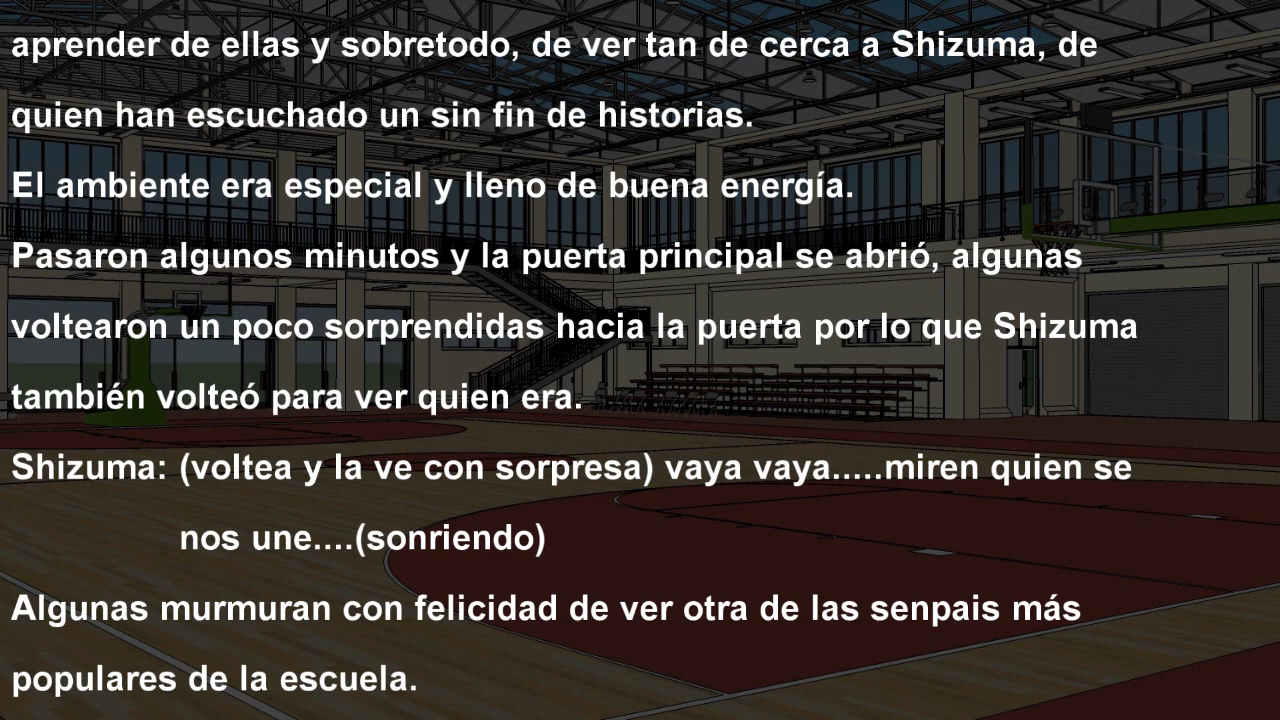 aprender de ellas y sobretodo, de ver tan de cerca a Shizuma, de
quien han escuchado un sin fin de historias.
El ambiente era especial y lleno de buena energía.
Pasaron algunos minutos y la puerta principal se abrió, algunas
voltearon un poco sorprendidas hacia la puerta por lo que Shizuma
también volteó para ver quien era.
Shizuma: (voltea y la ve con sorpresa) vaya vaya.....miren quien se
nos une....(sonriendo)
Algunas murmuran con felicidad de ver otra de las senpais más
populares de la escuela.